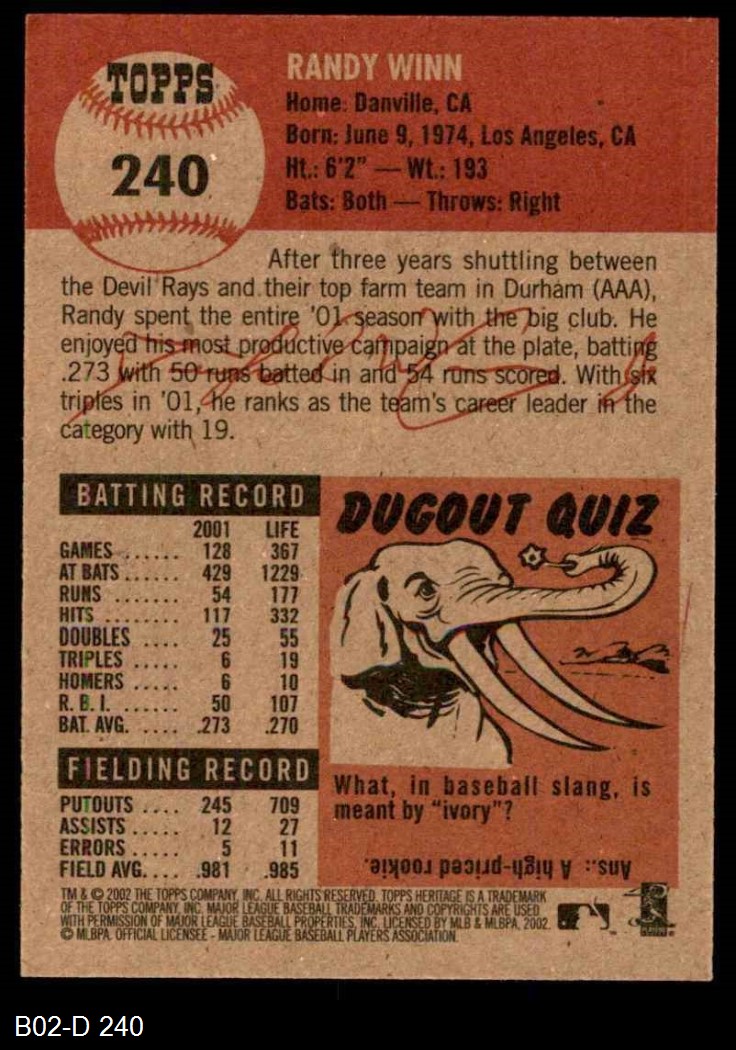 TOPPS
240
RANDY WINN
Home: Danville, CA
Born: June 9, 1974, Los Angeles, CA
Ht.: 6'2" — Wt.: 193
Bats: Both — Throws: Right
After three years shuttling between
the Devil Rays and their top farm team in Durham (AAA),
Randy spent the entire '01 season with the big club. He
enjoyed his most productive campaign at the plate, batting
.273 with 50 runs batted in and 54 runs scored. With six
triples in '01, he ranks as the team's career leader in the
category with 19.
BATTING RECORD
2001 LIFE
GAMES ...... 128 367
AT BATS ..... 429 1229
RUNS ....... 54 177
HITS ........ 117 332
DOUBLES .... 25 55
TRIPLES ..... 6 19
HOMERS ..... 6 10
R. B. I. ....... 50 107
BAT. AVG. .... .273 .270
FIELDING RECORD
PUTOUTS .... 245 709
ASSISTS ..... 12 27
ERRORS ..... 5 11
FIELD AVG. ... .981 .985
DUGOUT QUIZ
What, in baseball slang, is
meant by "ivory"?
Ans.: A high-priced rookie.
TM & © 2002 THE TOPPS COMPANY, INC. ALL RIGHTS RESERVED. TOPPS HERITAGE IS A TRADEMARK
OF THE TOPPS COMPANY, INC. MAJOR LEAGUE BASEBALL TRADEMARKS AND COPYRIGHTS ARE USED
WITH PERMISSION OF MAJOR LEAGUE BASEBALL PROPERTIES, INC. LICENSED BY MLB & MLBPA, 2002.
© MLBPA. OFFICIAL LICENSEE - MAJOR LEAGUE BASEBALL PLAYERS ASSOCIATION.
B02-D 240